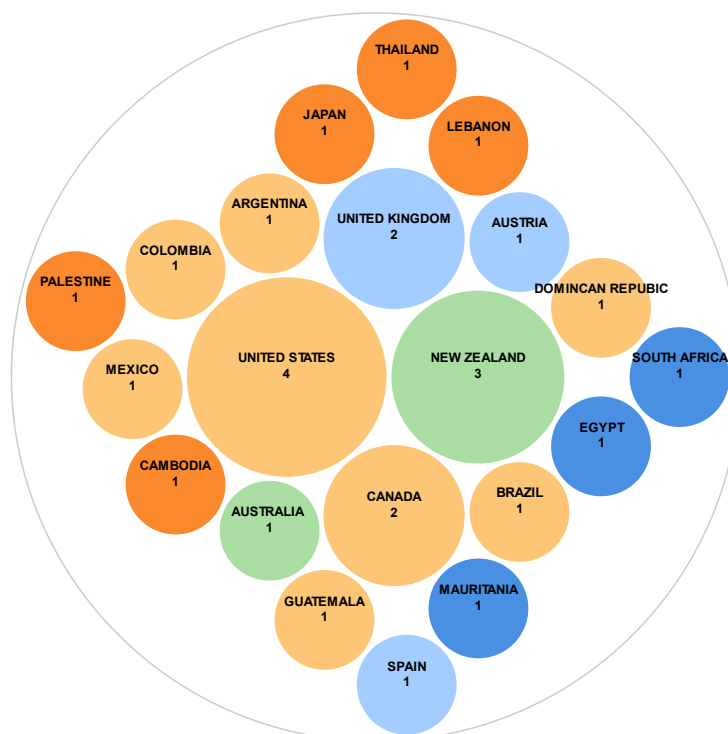 THAILAND
1
JAPAN
1
LEBANON
1
ARGENTINA
1
UNITED KINGDOM
2
AUSTRIA
1
COLOMBIA
1
PALESTINE
1
DOMINCAN REPUBIC
1
UNITED STATES
4
NEW ZEALAND
3
SOUTH AFRICA
1
MEXICO
1
EGYPT
1
CAMBODIA
1
CANADA
2
BRAZIL
1
AUSTRALIA
1
MAURITANIA
1
GUATEMALA
1
SPAIN
1